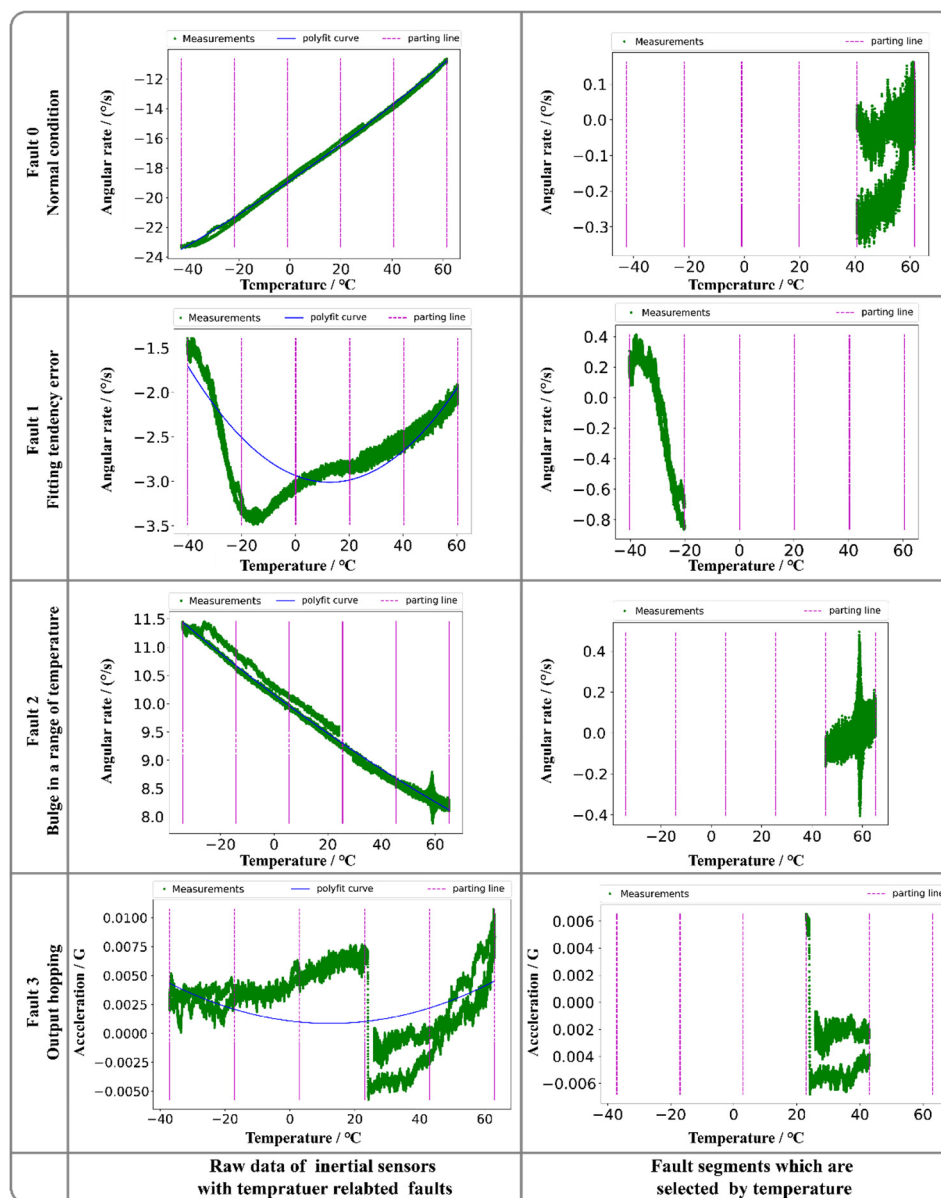 Fault 0
Normal condition
Measurements polyfit curve parting line
Angular rate / (°/s)
−12
−14
−16
−18
−20
−22
−24
−40 −20 0 20 40 60
Temperature / °C
Measurements parting line
Angular rate / (°/s)
0.1
0.0
−0.1
−0.2
−0.3
−40 −20 0 20 40 60
Temperature / °C
Fault 1
Fitting tendency error
Measurements polyfit curve parting line
Angular rate / (°/s)
−1.5
−2.0
−2.5
−3.0
−3.5
−40 −20 0 20 40 60
Temperature / °C
Measurements parting line
Angular rate / (°/s)
0.4
0.2
0.0
−0.2
−0.4
−0.6
−0.8
−40 −20 0 20 40 60
Temperature / °C
Fault 2
Bulge in a range of temperature
Measurements polyfit curve parting line
Angular rate / (°/s)
11.5
11.0
10.5
10.0
9.5
9.0
8.5
8.0
−20 0 20 40 60
Temperature / °C
Measurements parting line
Angular rate / (°/s)
0.4
0.2
0.0
−0.2
−0.4
−20 0 20 40 60
Temperature / °C
Fault 3
Output hopping
Measurements polyfit curve parting line
Acceleration / G
0.0100
0.0075
0.0050
0.0025
0.0000
−0.0025
−0.0050
−40 −20 0 20 40 60
Temperature / °C
Measurements parting line
Acceleration / G
0.006
0.004
0.002
0.000
−0.002
−0.004
−0.006
−40 −20 0 20 40 60
Temperature / °C
Raw data of inertial sensors
with tempratuer relabted faults
Fault segments which are
selected by temperature